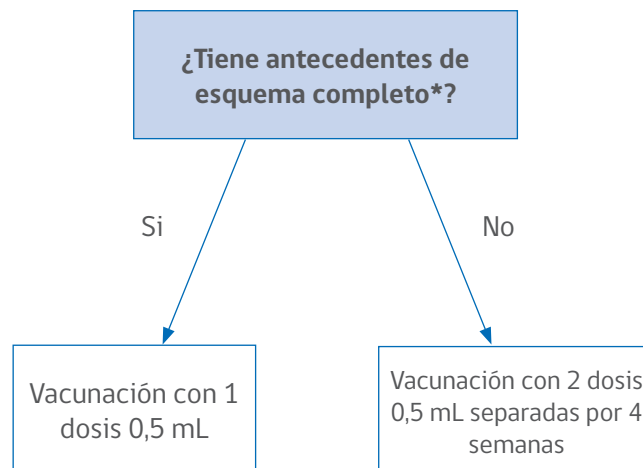 ¿Tiene antecedentes de
esquema completo*?
Si
No
Vacunación con 1
dosis 0,5 mL
Vacunación con 2 dosis
0,5 mL separadas por 4
semanas